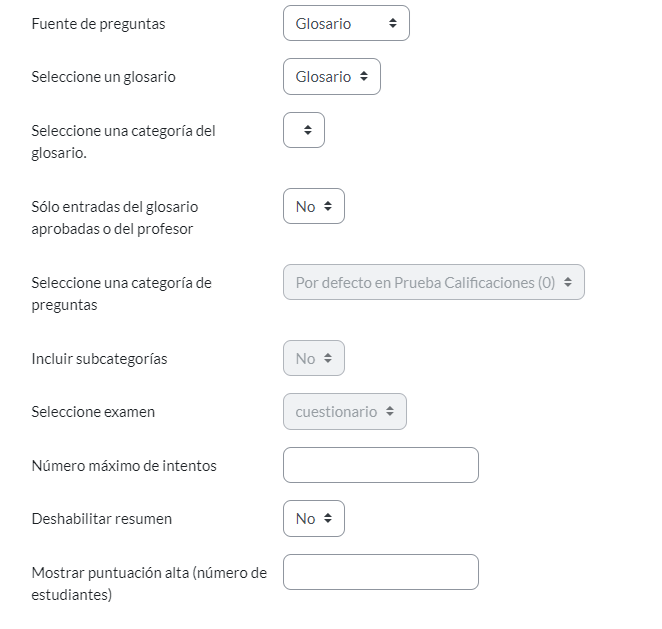 Fuente de preguntas
Glosario
Seleccione un glosario
Glosario
Seleccione una categoría del
glosario.
Sólo entradas del glosario
aprobadas o del profesor
No
Seleccione una categoría de
preguntas
Por defecto en Prueba Calificaciones (0)
Incluir subcategorías
No
Seleccione examen
cuestionario
Número máximo de intentos
Deshabilitar resumen
No
Mostrar puntuación alta (número de
estudiantes)